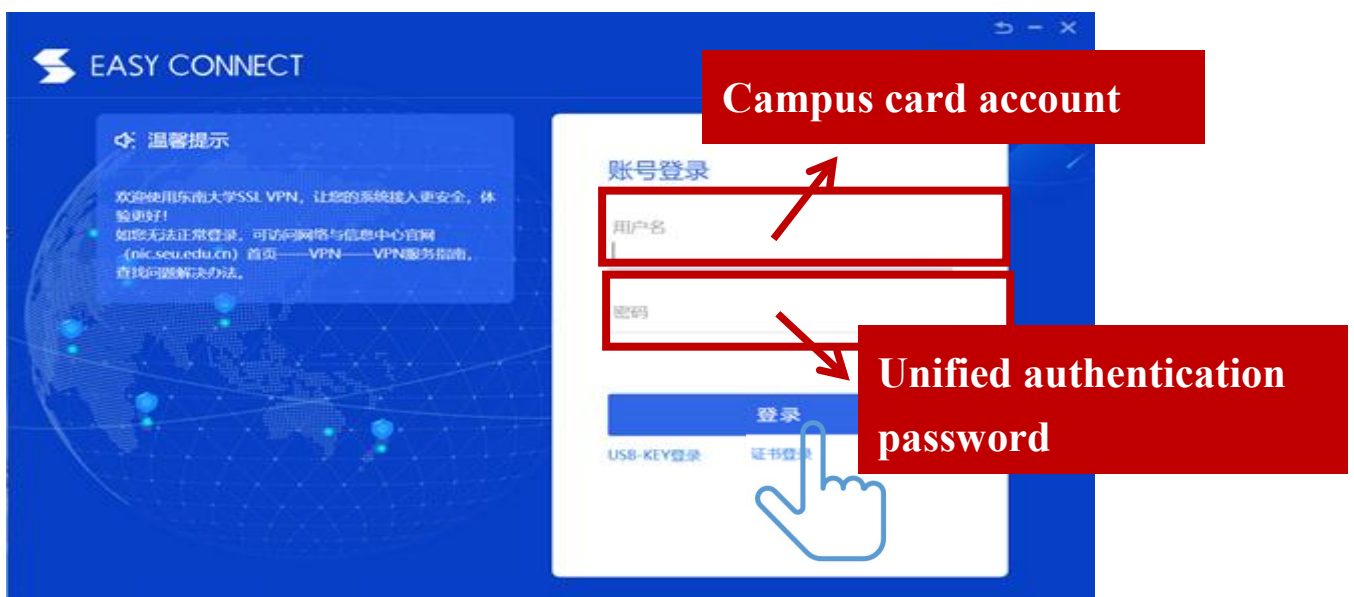 EASY CONNECT
Campus card account
温馨提示
欢迎使用东南大学SSL VPN，让您的系统接入更安全，体
验更好！
如您无法正常登录，可访问网络与信息中心官网
（nic.seu.edu.cn）首页——VPN——VPN服务指南，
查找问题解决办法。
账号登录
用户名
密码
Unified authentication
password
登录
USB-KEY登录
证书登录